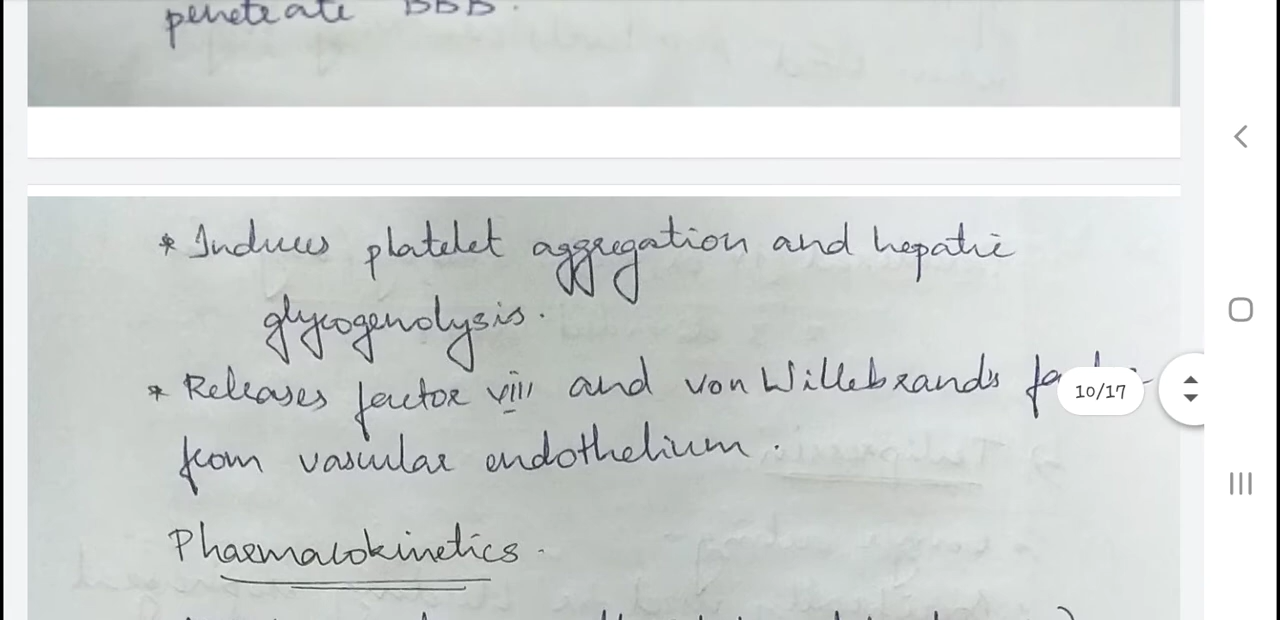 penetrate BBB.
* Induces platelet aggregation and hepatic
glycogenolysis.
* Releases factor viii and von Willebrand's
from vascular endothelium.
10/17
Pharmacokinetics.